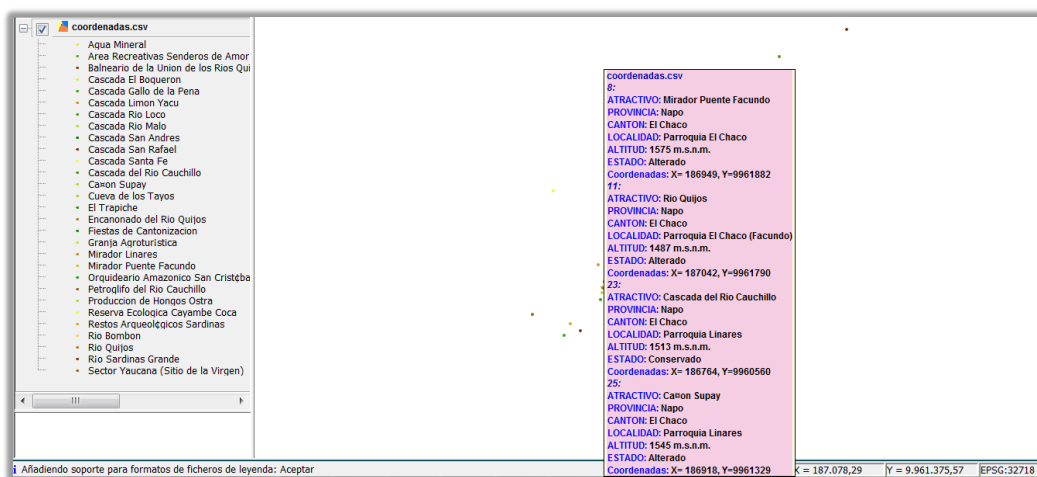 coordenadas.csv
Agua Mineral
Area Recreativas Senderos de Amor
Balneario de la Union de los Rios Qui
Cascada El Boqueron
Cascada Gallo de la Pena
Cascada Limon Yacu
Cascada Rio Loco
Cascada Rio Malo
Cascada San Andres
Cascada San Rafael
Cascada Santa Fe
Cascada del Rio Cauchillo
Ca¤on Supay
Cueva de los Tayos
El Trapiche
Encanonado del Rio Quijos
Fiestas de Cantonizacion
Granja Agroturística
Mirador Linares
Mirador Puente Facundo
Orquideario Amazonico San Crist¢ba
Petroglifo del Rio Cauchillo
Produccion de Hongos Ostra
Reserva Ecologica Cayambe Coca
Restos Arqueol¢gicos Sardinas
Rio Bombon
Rio Quijos
Rio Sardinas Grande
Sector Yaucana (Sitio de la Virgen)
coordenadas.csv
8:
ATRACTIVO: Mirador Puente Facundo
PROVINCIA: Napo
CANTON: El Chaco
LOCALIDAD: Parroquia El Chaco
ALTITUD: 1575 m.s.n.m.
ESTADO: Alterado
Coordenadas: X= 186949, Y=9961882
11:
ATRACTIVO: Rio Quijos
PROVINCIA: Napo
CANTON: El Chaco
LOCALIDAD: Parroquia El Chaco (Facundo)
ALTITUD: 1487 m.s.n.m.
ESTADO: Alterado
Coordenadas: X= 187042, Y=9961790
23:
ATRACTIVO: Cascada del Rio Cauchillo
PROVINCIA: Napo
CANTON: El Chaco
LOCALIDAD: Parroquia Linares
ALTITUD: 1513 m.s.n.m.
ESTADO: Conservado
Coordenadas: X= 186764, Y=9960560
25:
ATRACTIVO: Ca¤on Supay
PROVINCIA: Napo
CANTON: El Chaco
LOCALIDAD: Parroquia Linares
ALTITUD: 1545 m.s.n.m.
ESTADO: Alterado
Coordenadas: X= 186918, Y=9961329
Añadiendo soporte para formatos de ficheros de leyenda: Aceptar
X = 187.078,29 Y = 9.961.375,57 EPSG:32718